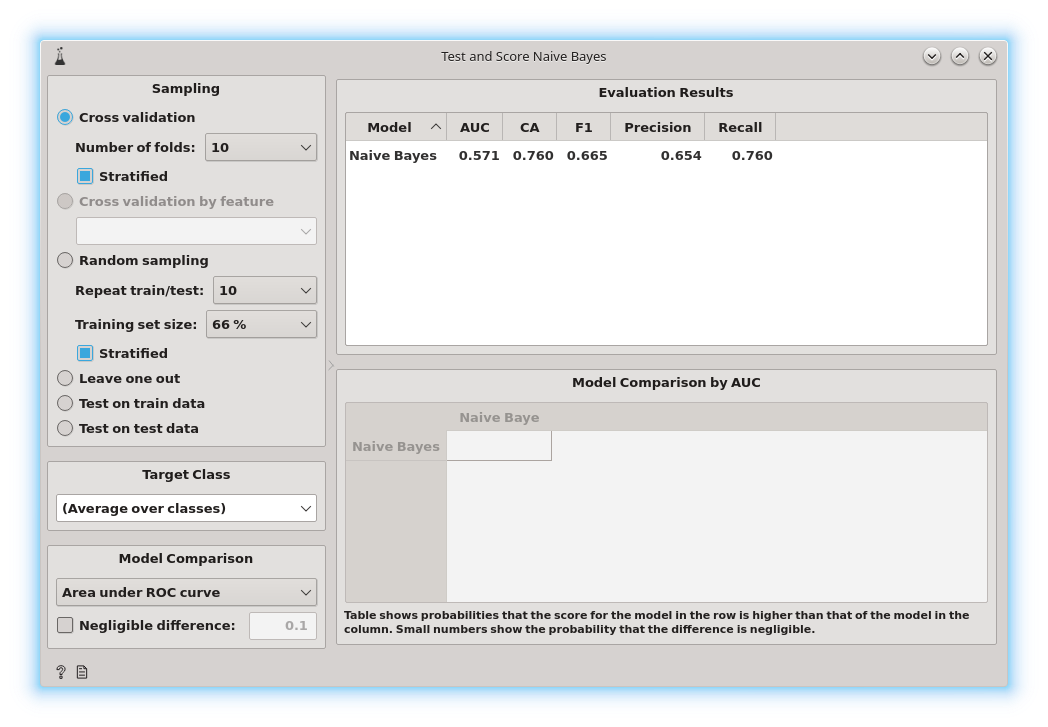 Test and Score Naive Bayes
Sampling
Cross validation
Number of folds: 10
Stratified
Cross validation by feature
Random sampling
Repeat train/test: 10
Training set size: 66 %
Stratified
Leave one out
Test on train data
Test on test data
Target Class
(Average over classes)
Model Comparison
Area under ROC curve
Negligible difference: 0.1
?
Evaluation Results
Model AUC CA F1 Precision Recall
Naive Bayes 0.571 0.760 0.665 0.654 0.760
Model Comparison by AUC
Naive Baye
Naive Bayes
Table shows probabilities that the score for the model in the row is higher than that of the model in the
column. Small numbers show the probability that the difference is negligible.